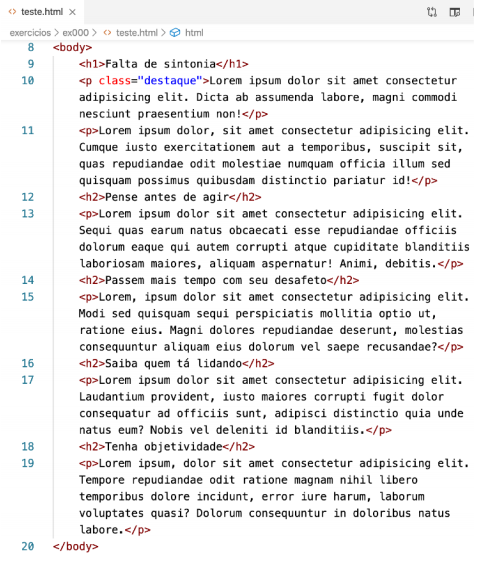 teste.html ×
exercicios > ex000 > teste.html > html
8 <body>
9 <h1>Falta de sintonia</h1>
10 <p class="destaque">Lorem ipsum dolor sit amet consectetur
adipisicing elit. Dicta ab assumenda labore, magni commodi
nesciunt praesentium non!</p>
11 <p>Lorem ipsum dolor, sit amet consectetur adipisicing elit.
Cumque iusto exercitationem aut a temporibus, suscipit sit,
quas repudiandae odit molestiae numquam officia illum sed
quisquam possimus quibusdam distinctio pariatur id!</p>
12 <h2>Pense antes de agir</h2>
13 <p>Lorem ipsum dolor sit amet consectetur adipisicing elit.
Sequi quas earum natus obcaecati esse repudiandae officiis
dolorum eaque qui autem corrupti atque cupiditate blanditiis
laboriosam maiores, aliquam aspernatur! Animi, debitis.</p>
14 <h2>Passem mais tempo com seu desafeto</h2>
15 <p>Lorem, ipsum dolor sit amet consectetur adipisicing elit.
Modi sed quisquam sequi perspiciatis mollitia optio ut,
ratione eius. Magni dolores repudiandae deserunt, molestias
consequuntur aliquam eius dolorum vel saepe recusandae?</p>
16 <h2>Saiba quem tá lidando</h2>
17 <p>Lorem ipsum dolor sit amet consectetur adipisicing elit.
Laudantium provident, iusto maiores corrupti fugit dolor
consequatur ad officiis sunt, adipisci distinctio quia unde
natus eum? Nobis vel deleniti id blanditiis.</p>
18 <h2>Tenha objetividade</h2>
19 <p>Lorem ipsum, dolor sit amet consectetur adipisicing elit.
Tempore repudiandae odit ratione magnam nihil libero
temporibus dolore incidunt, error iure harum, laborum
voluptates quasi? Dolorum consequuntur in doloribus natus
labore.</p>
20 </body>